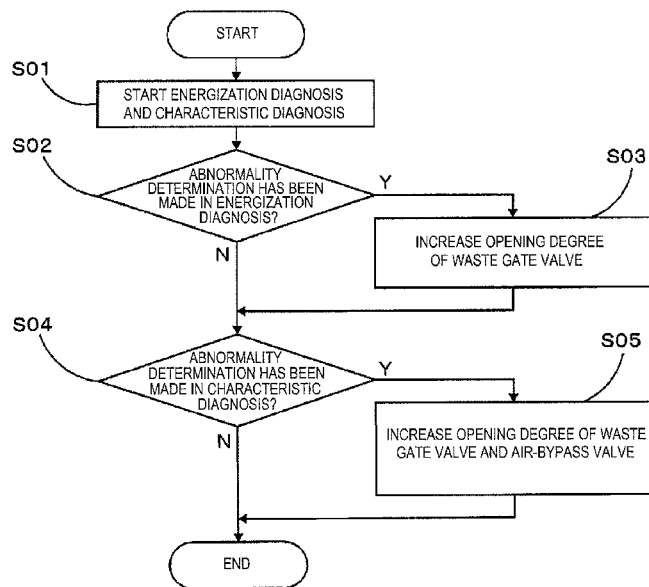 START
S01
START ENERGIZATION DIAGNOSIS
AND CHARACTERISTIC DIAGNOSIS
S02
ABNORMALITY
DETERMINATION HAS BEEN
MADE IN ENERGIZATION
DIAGNOSIS?
Y
N
S03
INCREASE OPENING DEGREE
OF WASTE GATE VALVE
S04
ABNORMALITY
DETERMINATION HAS BEEN
MADE IN CHARACTERISTIC
DIAGNOSIS?
Y
N
S05
INCREASE OPENING DEGREE OF WASTE
GATE VALVE AND AIR-BYPASS VALVE
END